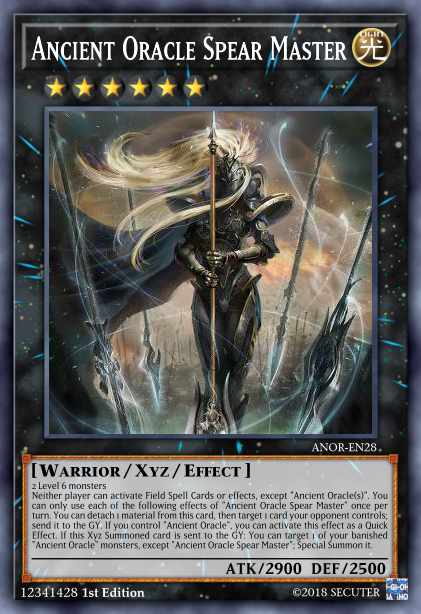 ANCIENT ORACLE SPEAR MASTER
LIGHT
光
ANOR-EN28
[WARRIOR/XYZ/EFFECT]
2 Level 6 monsters
Neither player can activate Field Spell Cards or effects, except "Ancient Oracle(s)". You
can only use each of the following effects of "Ancient Oracle Spear Master" once per
turn. You can detach 1 material from this card, then target 1 card your opponent controls;
send it to the GY. If you control "Ancient Oracle", you can activate this effect as a Quick
Effect. If this Xyz Summoned card is sent to the GY: You can target 1 of your banished
"Ancient Oracle" monsters, except "Ancient Oracle Spear Master"; Special Summon it.
ATK/2900 DEF/2500
12341428 1st Edition ©2018 SECUTER